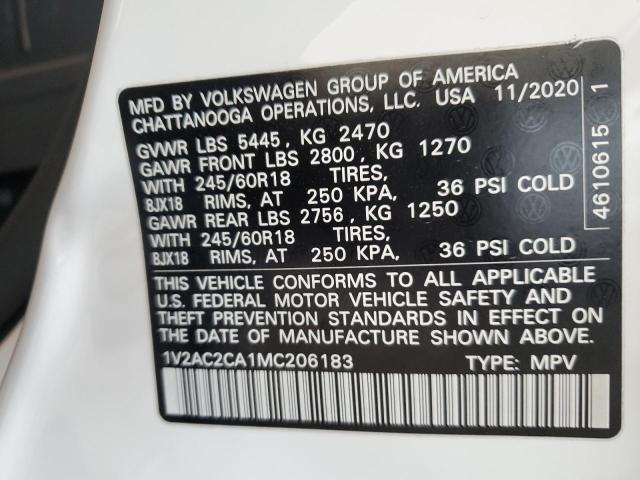 MFD BY VOLKSWAGEN GROUP OF AMERICA
CHATTANOOGA OPERATIONS, LLC. USA 11/2020
GVWR LBS 5445, KG 2470
GAWR FRONT LBS 2800, KG 1270
WITH 245/60R18 TIRES,
8JX18 RIMS, AT 250 KPA, 36 PSI COLD
GAWR REAR LBS 2756, KG 1250
WITH 245/60R18 TIRES,
8JX18 RIMS, AT 250 KPA, 36 PSI COLD
THIS VEHICLE CONFORMS TO ALL APPLICABLE
U.S. FEDERAL MOTOR VEHICLE SAFETY AND
THEFT PREVENTION STANDARDS IN EFFECT ON
THE DATE OF MANUFACTURE SHOWN ABOVE.
1V2AC2CA1MC206183 TYPE: MPV
4610615 1